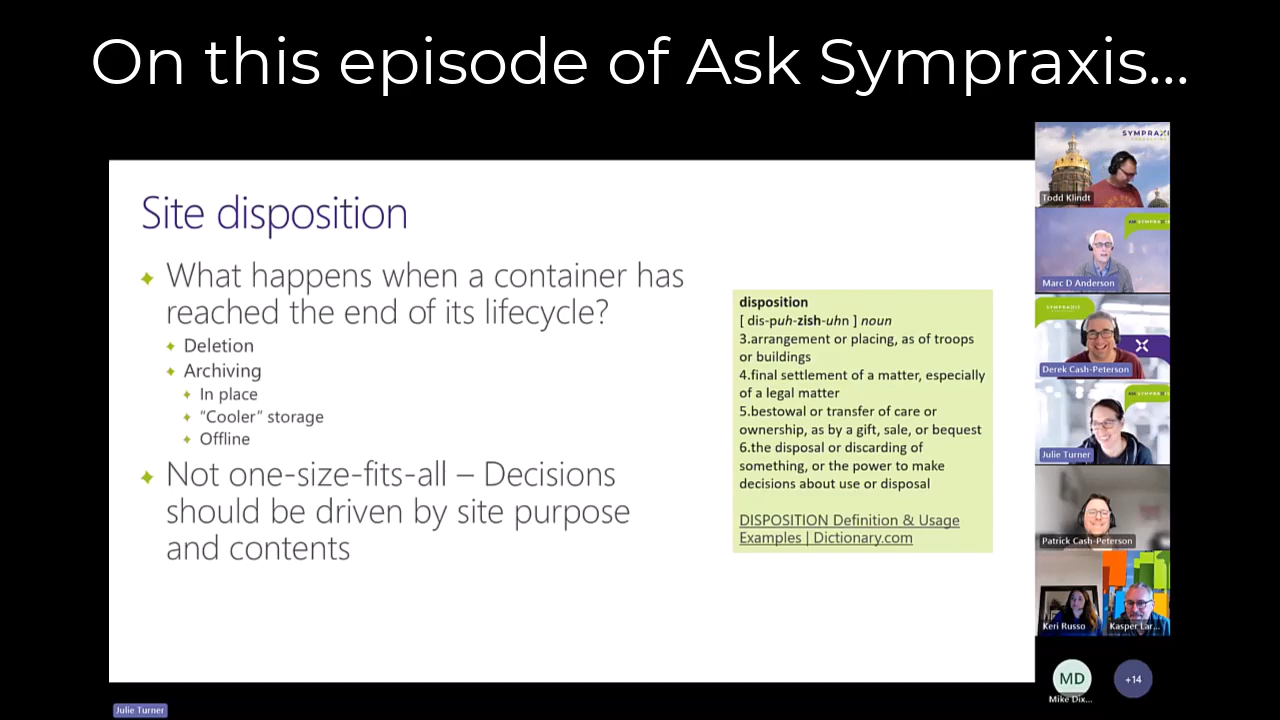 On this episode of Ask Sympraxis...
Site disposition
What happens when a container has
reached the end of its lifecycle?
Deletion
Archiving
In place
“Cooler” storage
Offline
Not one-size-fits-all – Decisions
should be driven by site purpose
and contents
disposition
[ dis-puh-zish-uhn ] noun
3.arrangement or placing, as of troops
or buildings
4.final settlement of a matter, especially
of a legal matter
5.bestowal or transfer of care or
ownership, as by a gift, sale, or bequest
6.the disposal or discarding of
something, or the power to make
decisions about use or disposal
DISPOSITION Definition & Usage
Examples | Dictionary.com
SYMPRAXI
Todd Klindt
Marc D Anderson
SYMPRAXIS
Derek Cash-Peterson
Julie Turner
Patrick Cash-Peterson
Keri Russo
Kasper Lar...
MD
Mike Dix...
+14
Julie Turner